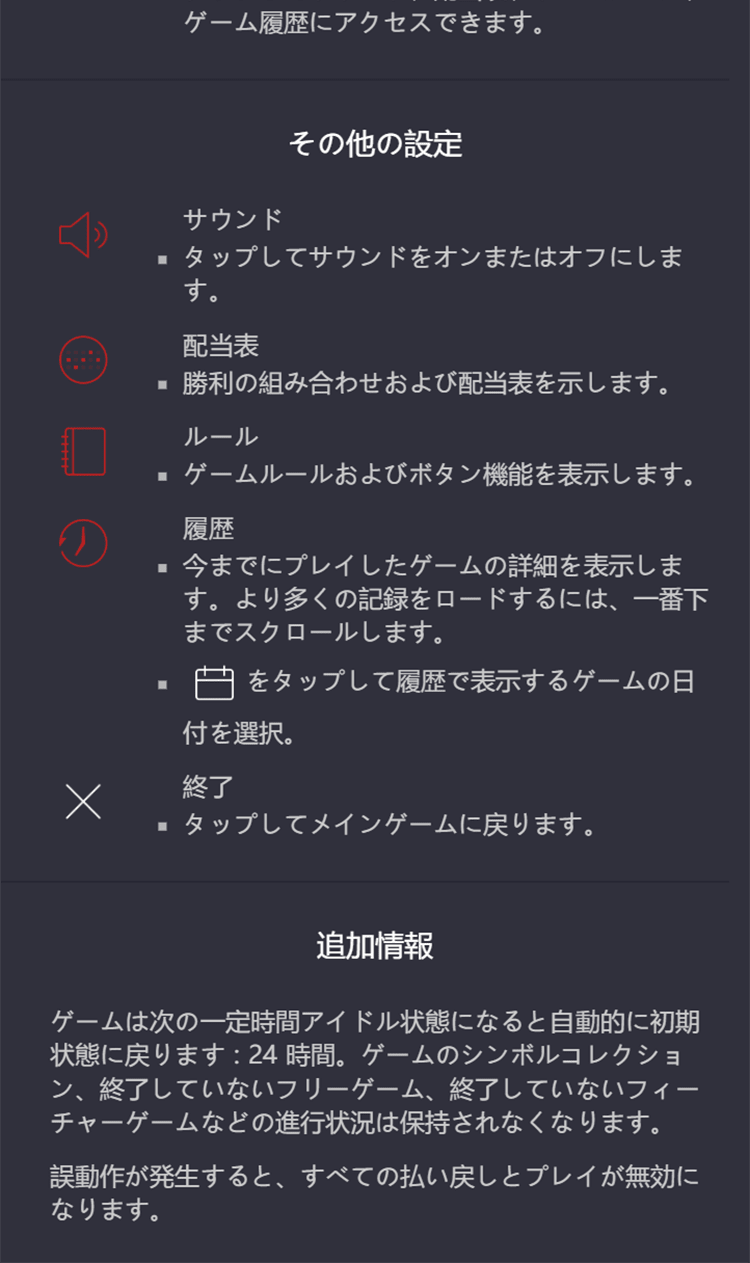 ゲーム履歴にアクセスできます。
その他の設定
サウンド
▪ タップしてサウンドをオンまたはオフにしま
す。
配当表
▪ 勝利の組み合わせおよび配当表を示します。
ルール
▪ ゲームルールおよびボタン機能を表示します。
履歴
▪ 今までにプレイしたゲームの詳細を表示しま
す。より多くの記録をロードするには、一番下
までスクロールします。
▪ をタップして履歴で表示するゲームの日
付を選択。
終了
▪ タップしてメインゲームに戻ります。
追加情報
ゲームは次の一定時間アイドル状態になると自動的に初期
状態に戻ります : 24 時間。ゲームのシンボルコレクショ
ン、終了していないフリーゲーム、終了していないフィー
チャーゲームなどの進行状況は保持されなくなります。
誤動作が発生すると、すべての払い戻しとプレイが無効に
なります。